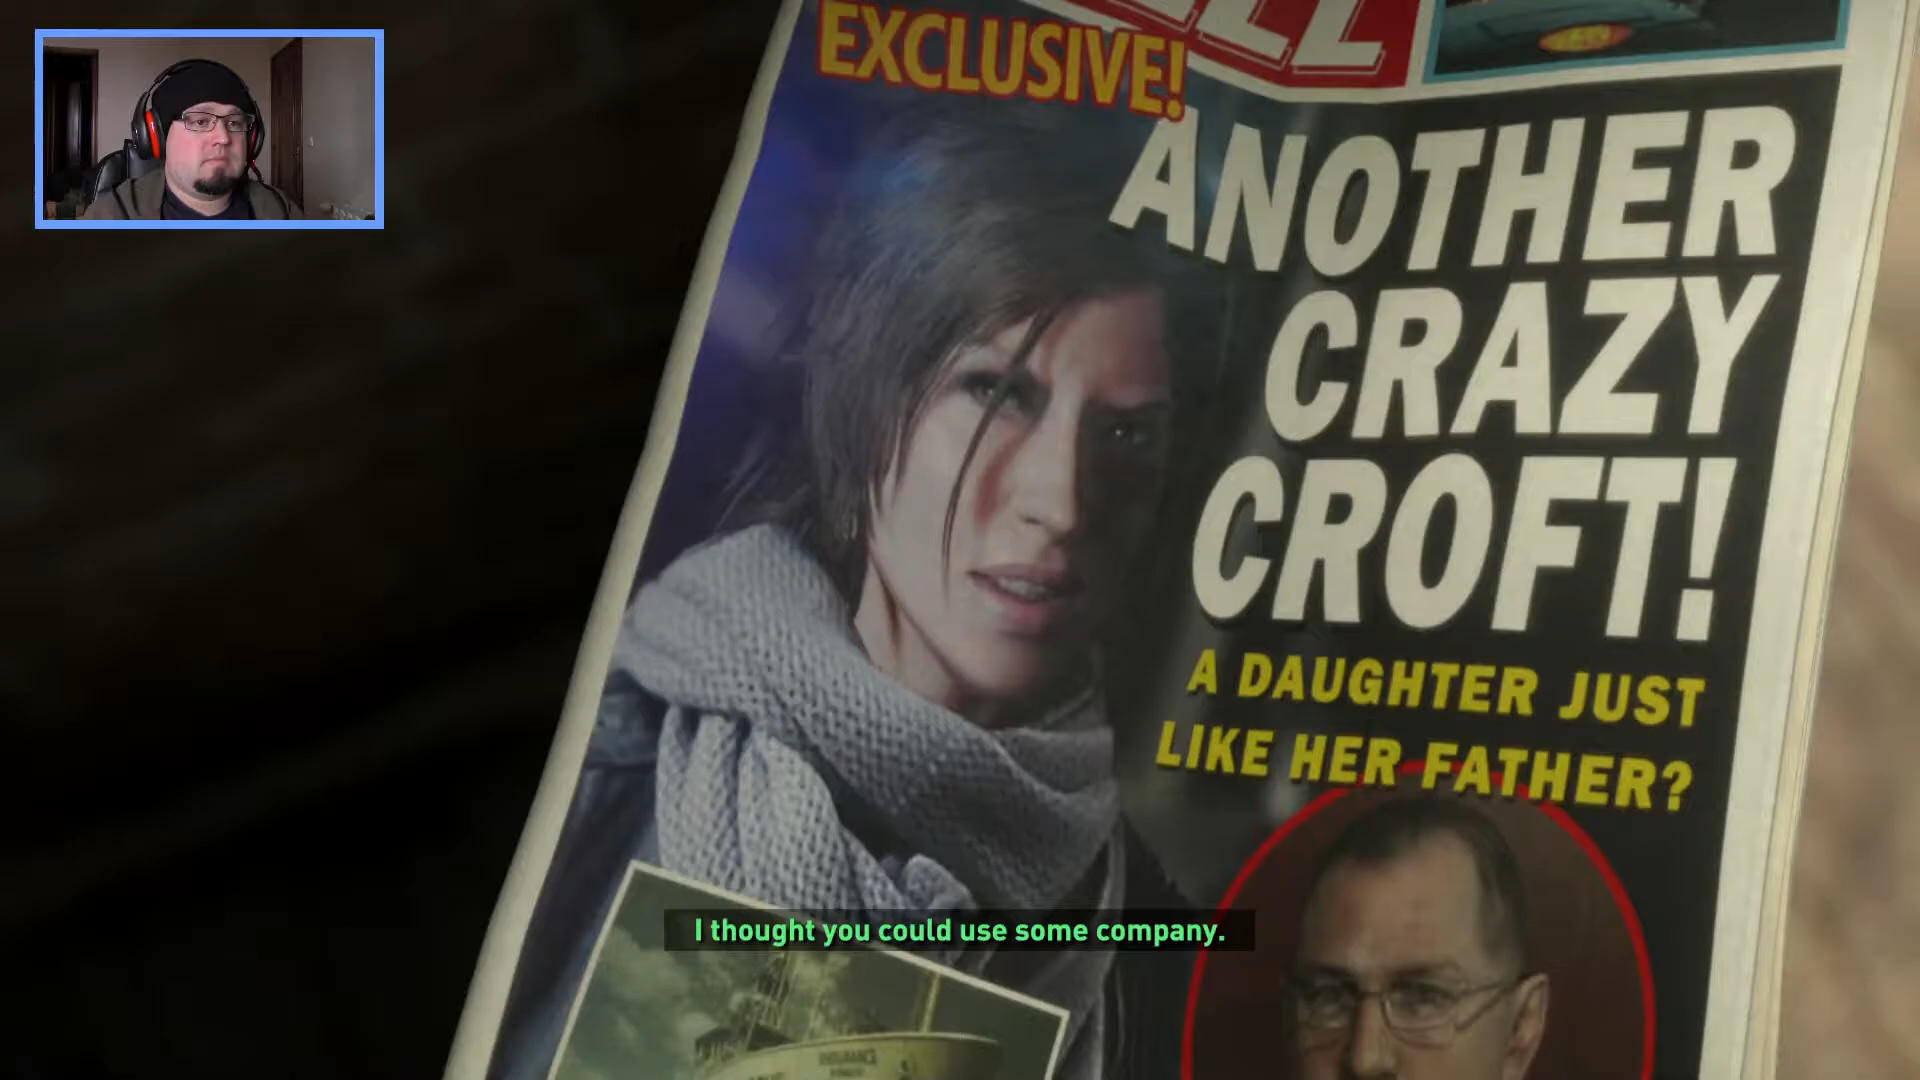 EXCLUSIVE!
ANOTHER
CRAZY
CROFT!
A DAUGHTER JUST
LIKE HER FATHER?
I thought you could use some company.